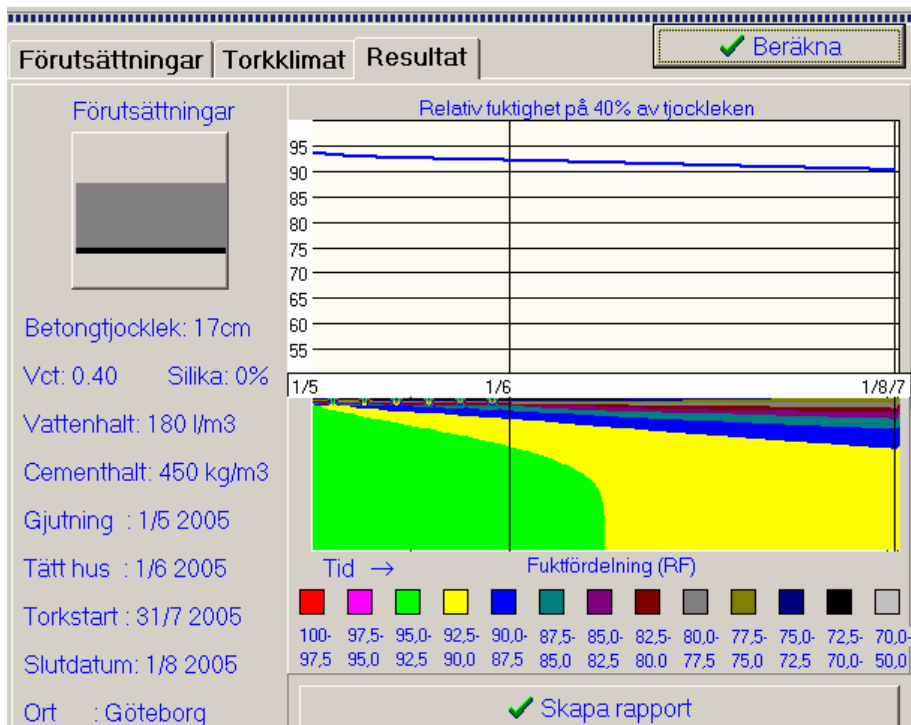 Beräkna
Förutsättningar Torkklimat Resultat
Förutsättningar
Betongtjocklek: 17cm
Vct: 0.40 Silika: 0%
Vattenhalt: 180 l/m3
Cementhalt: 450 kg/m3
Gjutning : 1/5 2005
Tätt hus : 1/6 2005
Torkstart : 31/7 2005
Slutdatum: 1/8 2005
Ort : Göteborg
Relativ fuktighet på 40% av tjockleken
95
90
85
80
75
70
65
60
55
1/5 1/6 1/8/7
Tid → Fuktfördelning (RF)
100- 97,5- 95,0- 92,5- 90,0- 87,5- 85,0- 82,5- 80,0- 77,5- 75,0- 72,5- 70,0-
97,5 95,0 92,5 90,0 87,5 85,0 82,5 80.0 77,5 75,0 72,5 70,0- 50,0
Skapa rapport